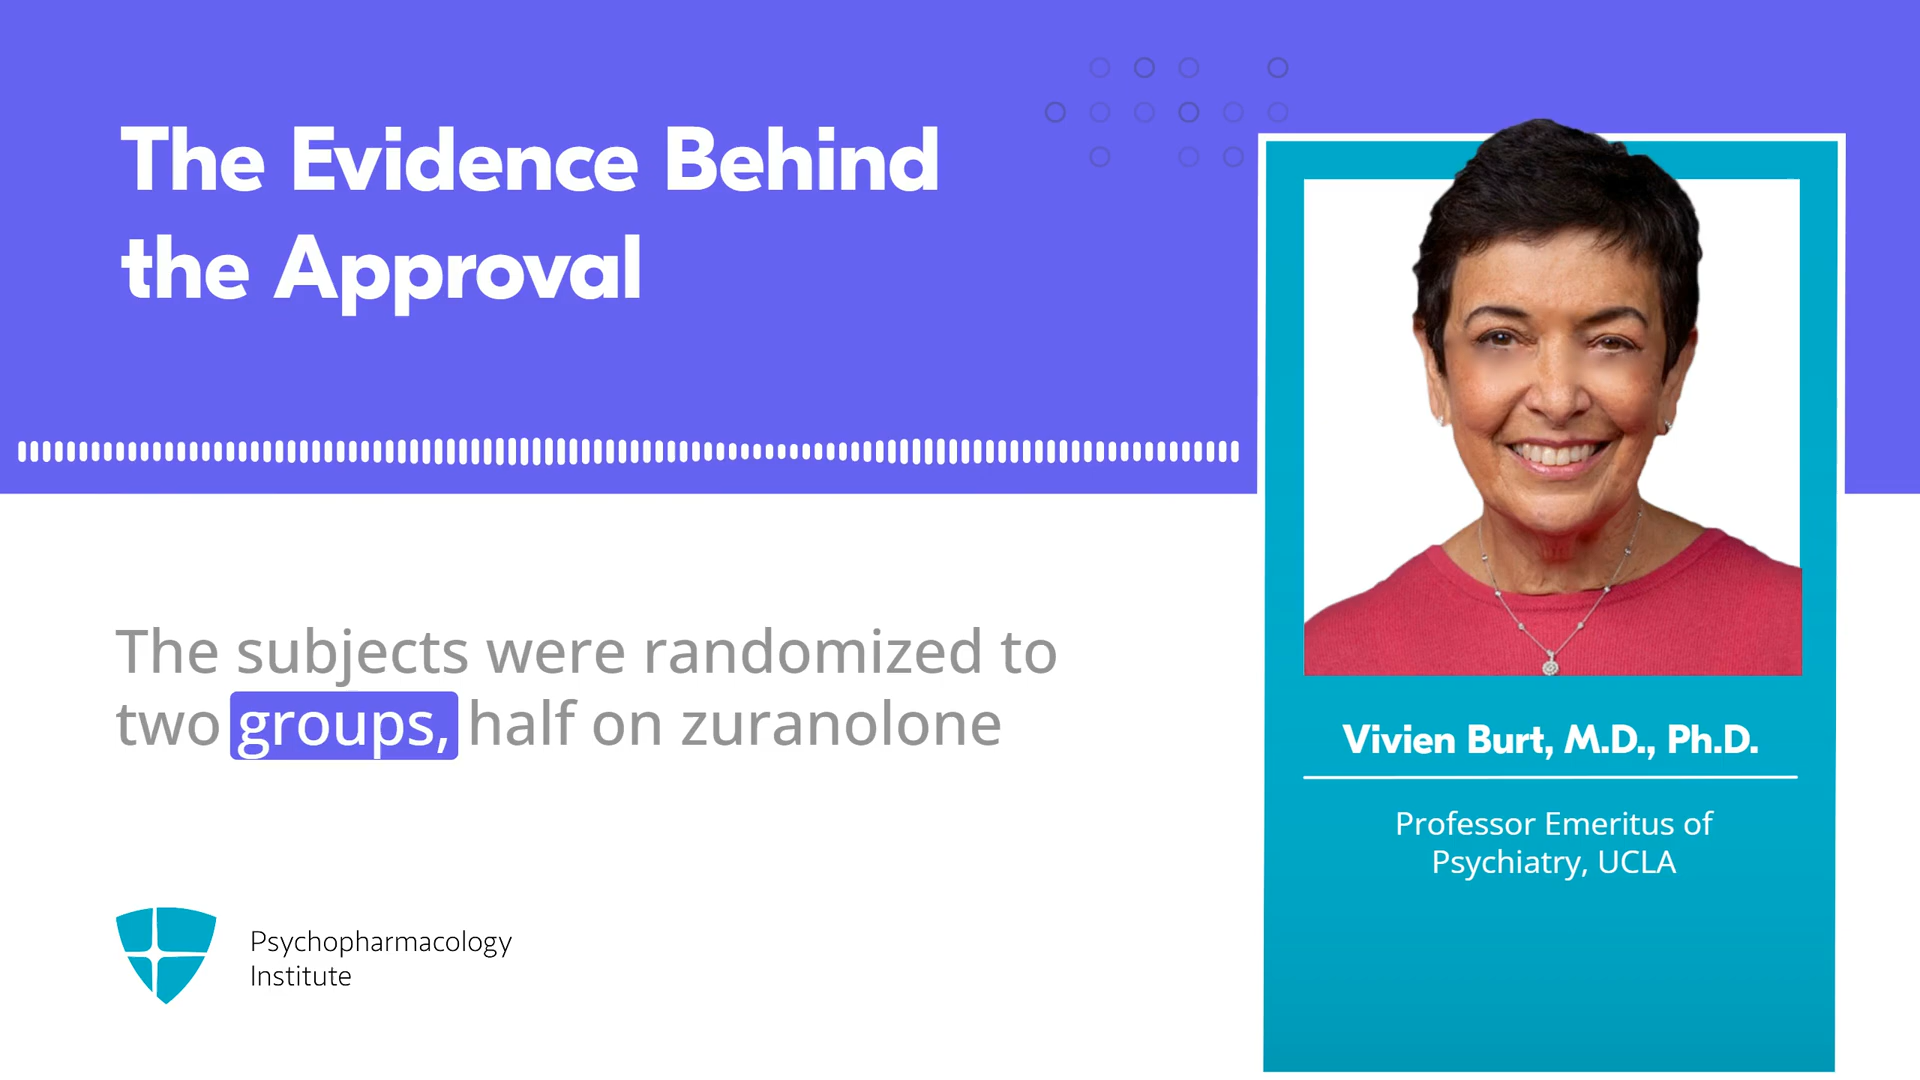 The Evidence Behind
the Approval
The subjects were randomized to
two groups, half on zuranolone
Psychopharmacology
Institute
Vivien Burt, M.D., Ph.D.
Professor Emeritus of
Psychiatry, UCLA